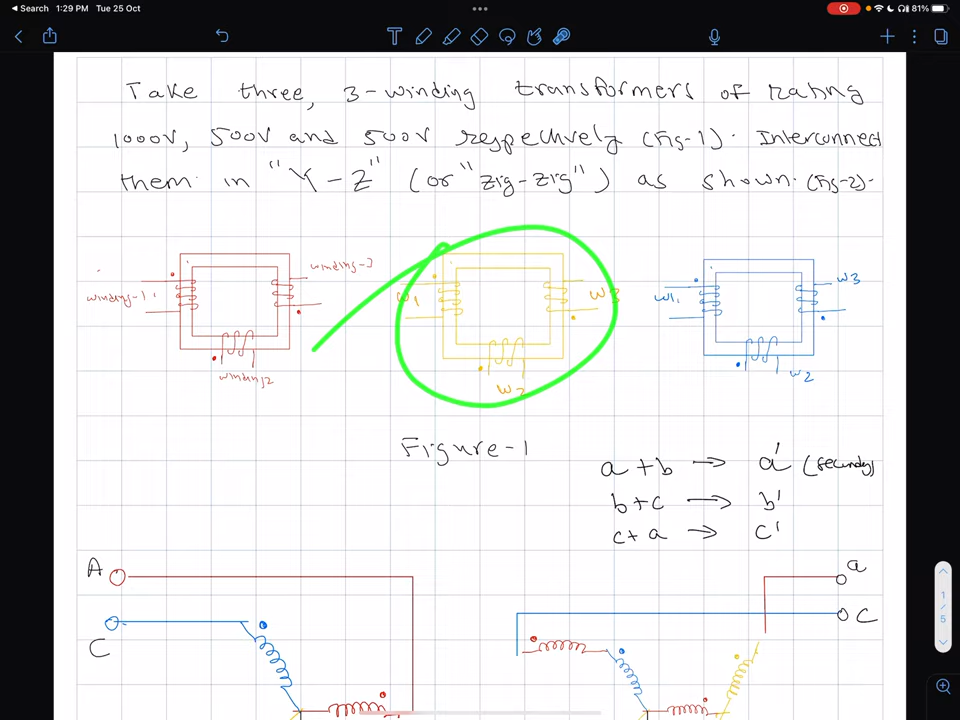 Search 1:29 PM Tue 25 Oct 81%
Take three, 3-winding transformers of rating
1000V, 500V and 500V respectively (Fig-1). Interconnect
them in "Y-Z" (or "zig-zig") as shown. (Fig-2).
winding-1
winding-3
winding2
W1
W3
W2
W1
W3
W2
Figure-1
a + b → a' (secondary)
b + c → b'
c + a → c'
A
C
a
C
1
/
5